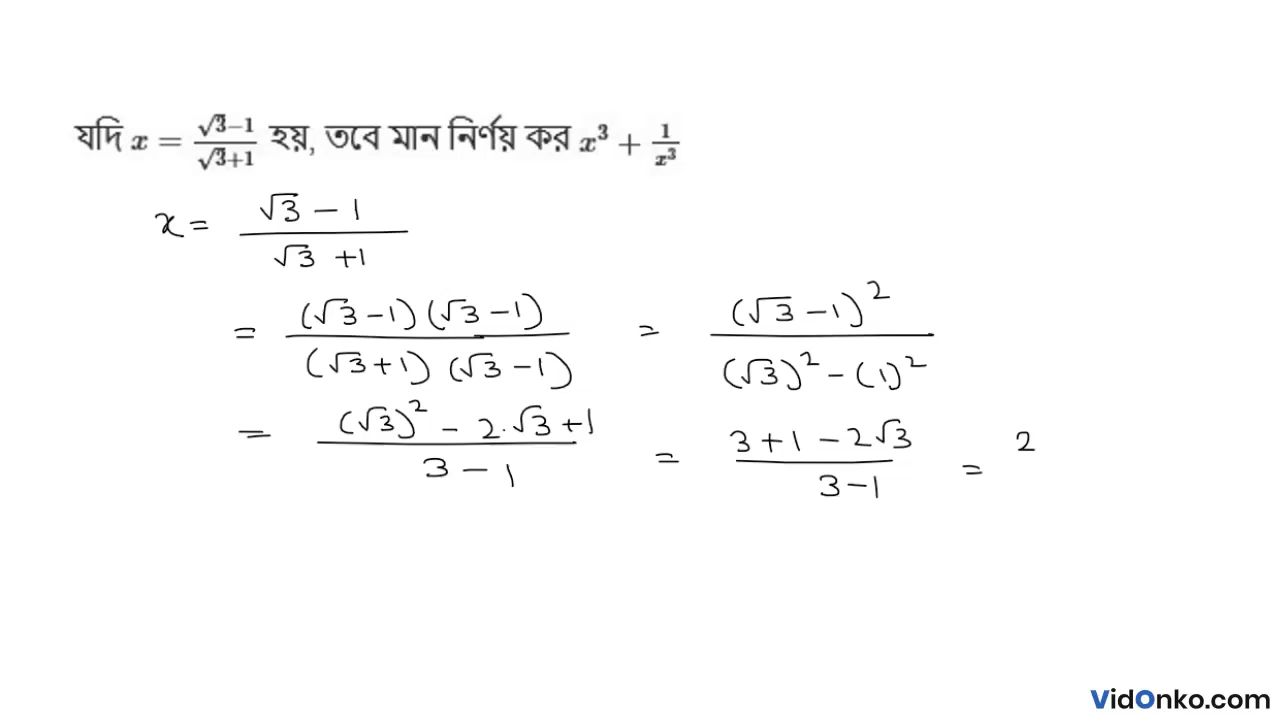 যদি x = (√3−1)/(√3+1) হয়, তবে মান নির্ণয় কর x³ + 1/x³
x = (√3 − 1)/(√3 + 1)
= ((√3 − 1)(√3 − 1))/((√3 + 1)(√3 − 1)) = (√3 − 1)²/((√3)² − (1)²)
= ((√3)² − 2·√3 + 1)/(3 − 1) = (3 + 1 − 2√3)/(3 − 1) = 2
VidOnko.com